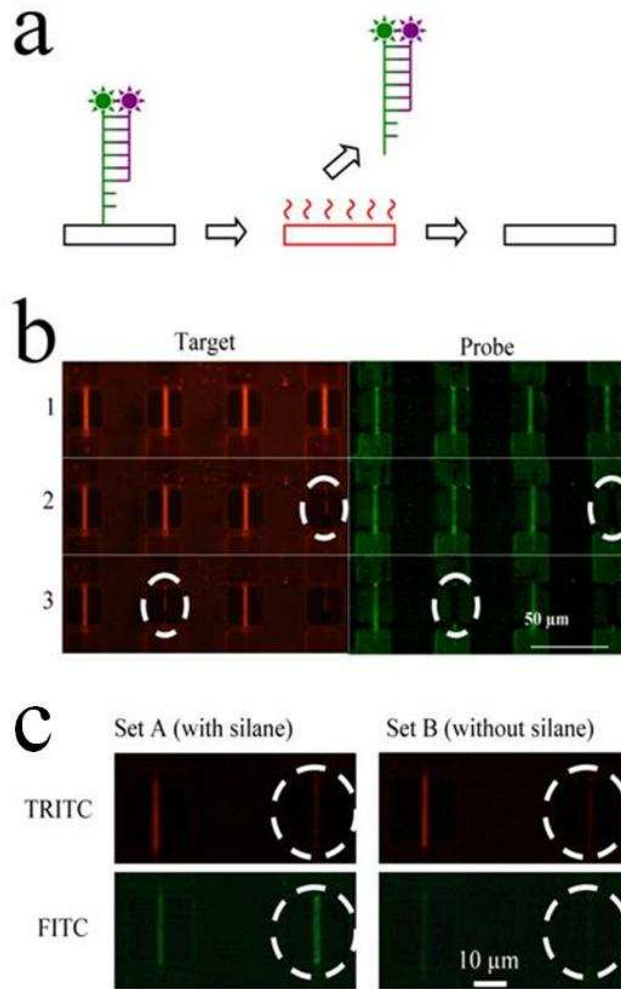 a
b
Target Probe
1
2
3
50 µm
c
Set A (with silane) Set B (without silane)
TRITC
FITC
10 µm